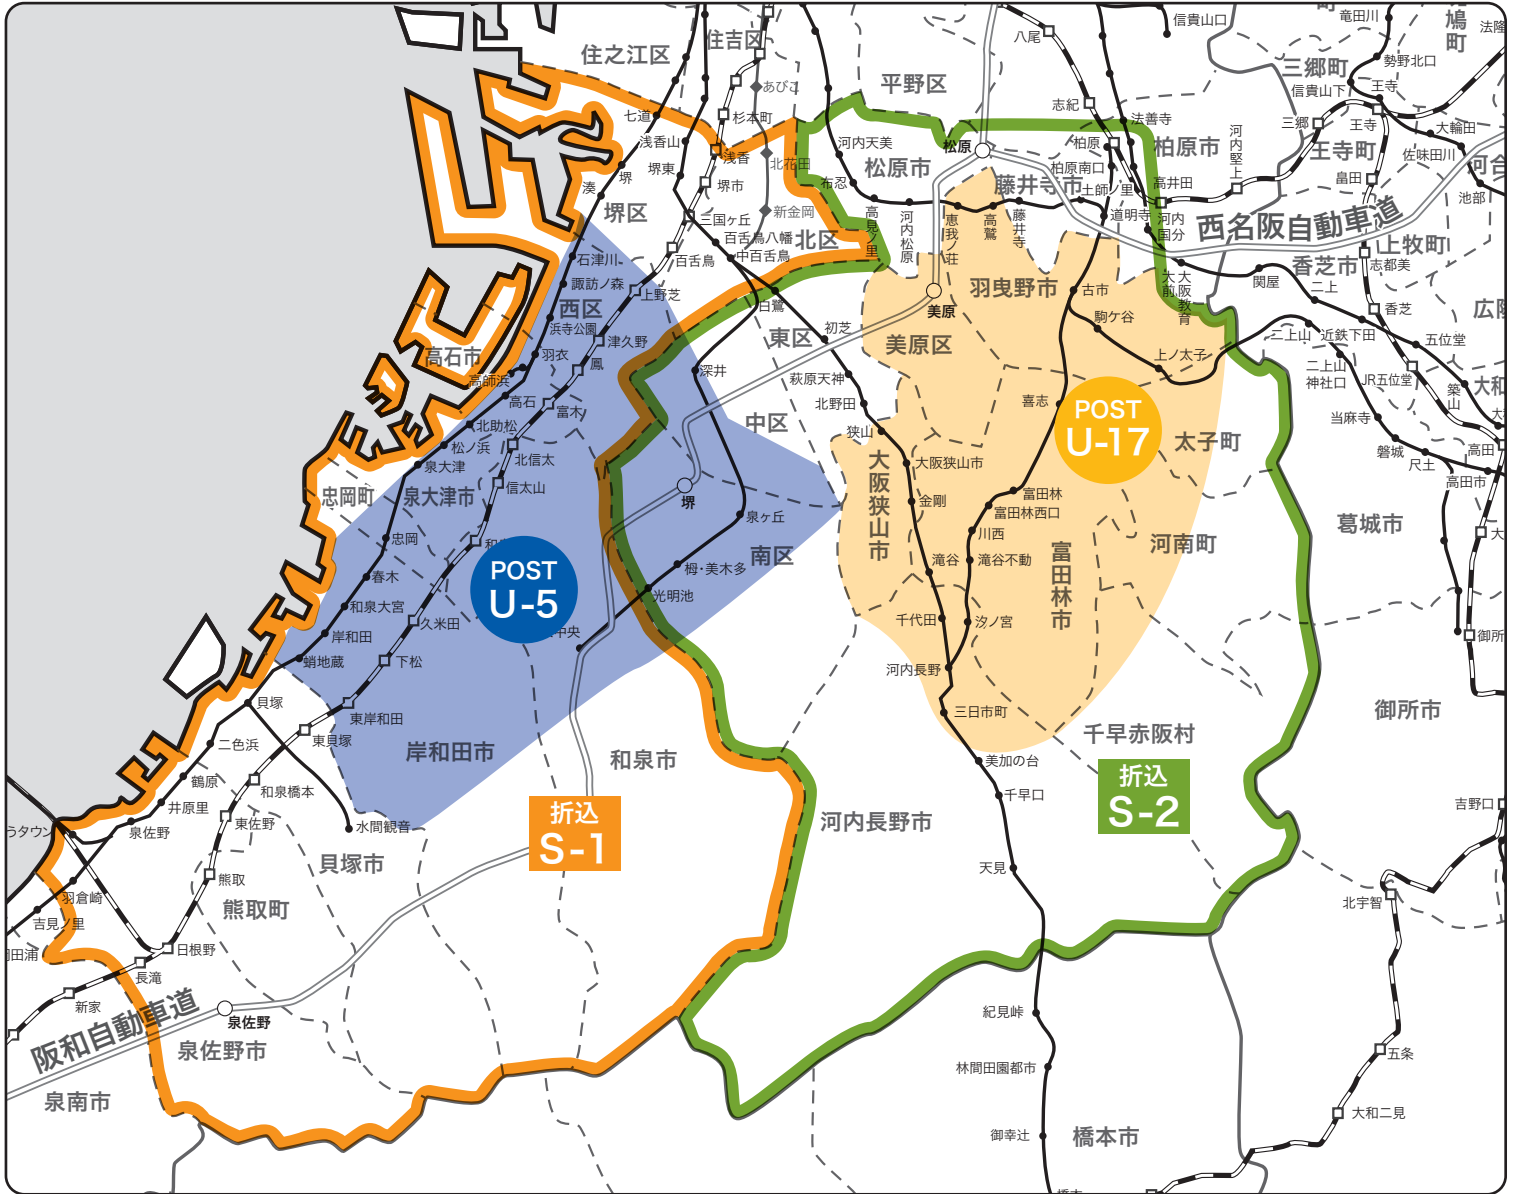 住之江区
住吉区
あびこ
七道
杉本町
浅香山
浅香
堺東
堺市
湊
堺
堺区
三国ヶ丘
百舌鳥八幡
中百舌鳥
百舌鳥
北花田
新金岡
北区
石津川
諏訪ノ森
西区
上野芝
浜寺公園
津久野
羽衣
鳳
高石市
高師浜
高石
富木
北助松
松ノ浜
北信太
泉大津
信太山
忠岡町
泉大津市
忠岡
春木
和泉大宮
久米田
岸和田
下松
蛸地蔵
貝塚
東岸和田
東貝塚
二色浜
鶴原
和泉橋本
井原里
東佐野
泉佐野
水間観音
岸和田市
和泉市
貝塚市
熊取
熊取町
羽倉崎
吉見ノ里
日根野
長滝
新家
阪和自動車道
泉佐野
泉佐野市
泉南市
POST
U-5
折込
S-1
平野区
八尾
信貴山口
志紀
法善寺
河内天美
松原市
松原
柏原
柏原市
柏原南口
布忍
高見ノ里
河内松原
恵我ノ荘
高鷲
藤井寺
藤井寺市
土師ノ里
道明寺
高井田
河内国分
河内堅上
大阪教育大前
白鷺
初芝
東区
深井
萩原天神
北野田
中区
狭山
堺
泉ヶ丘
栂・美木多
光明池
南区
美原
美原区
羽曳野市
古市
駒ケ谷
上ノ太子
喜志
太子町
POST
U-17
大阪狭山市
大阪狭山市
金剛
富田林
富田林西口
川西
滝谷
滝谷不動
富田林市
河南町
千代田
汐ノ宮
河内長野
三日市町
千早赤阪村
美加の台
千早口
河内長野市
折込
S-2
天見
紀見峠
林間田園都市
御幸辻
橋本市
竜田川
勢野北口
三郷町
信貴山下
王寺
三郷
王寺
王寺町
大輪田
佐味田川
畠田
池部
西名阪自動車道
上牧町
香芝市
志都美
関屋
二上
香芝
二上山
近鉄下田
五位堂
二上山
神社口
JR五位堂
築山
当麻寺
磐城
尺土
高田
高田市
葛城市
御所
御所市
吉野口
北宇智
五条
大和二見